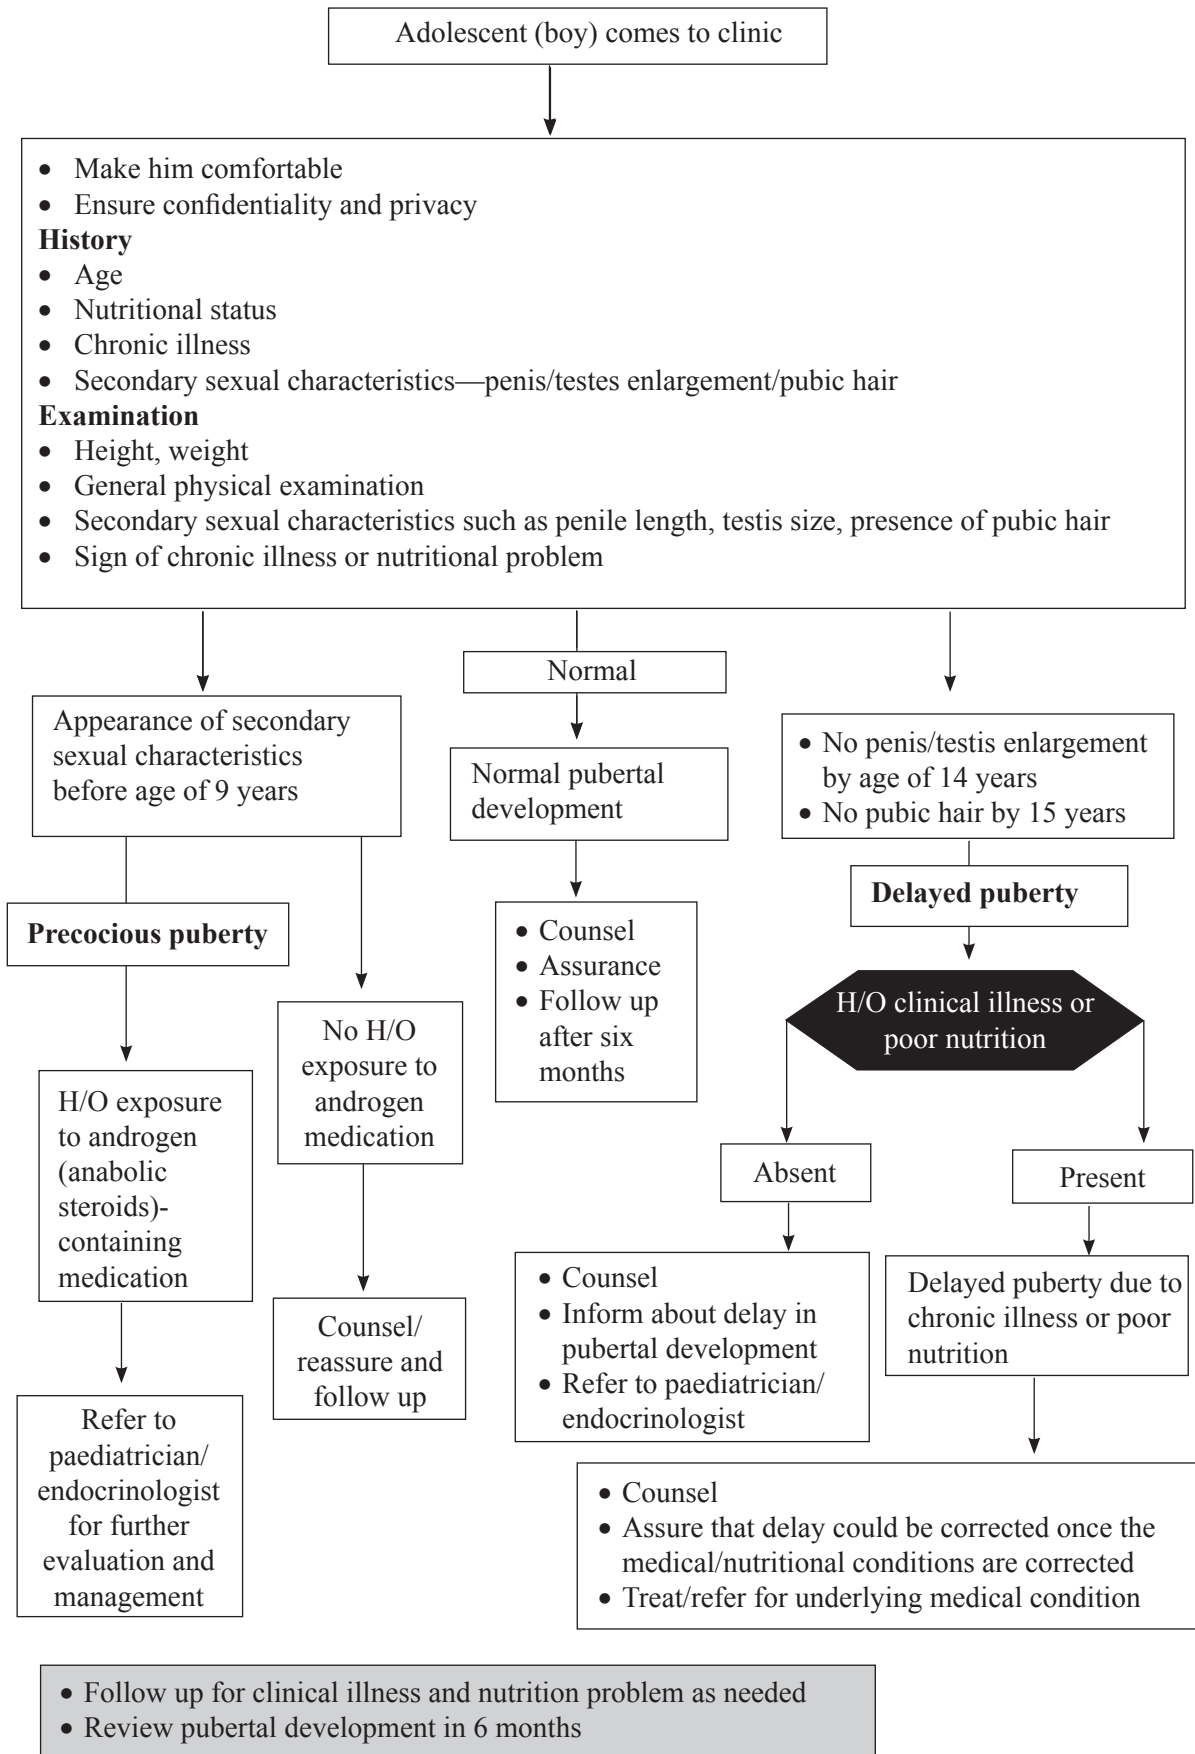 Adolescent (boy) comes to clinic
• Make him comfortable
• Ensure confidentiality and privacy
History
• Age
• Nutritional status
• Chronic illness
• Secondary sexual characteristics—penis/testes enlargement/pubic hair
Examination
• Height, weight
• General physical examination
• Secondary sexual characteristics such as penile length, testis size, presence of pubic hair
• Sign of chronic illness or nutritional problem
Appearance of secondary
sexual characteristics
before age of 9 years
Precocious puberty
H/O exposure
to androgen
(anabolic
steroids)-
containing
medication
Refer to
paediatrician/
endocrinologist
for further
evaluation and
management
No H/O
exposure to
androgen
medication
Counsel/
reassure and
follow up
Normal
Normal pubertal
development
• Counsel
• Assurance
• Follow up
after six
months
• No penis/testis enlargement
by age of 14 years
• No pubic hair by 15 years
Delayed puberty
H/O clinical illness or
poor nutrition
Absent
• Counsel
• Inform about delay in
pubertal development
• Refer to paediatrician/
endocrinologist
Present
Delayed puberty due to
chronic illness or poor
nutrition
• Counsel
• Assure that delay could be corrected once the
medical/nutritional conditions are corrected
• Treat/refer for underlying medical condition
• Follow up for clinical illness and nutrition problem as needed
• Review pubertal development in 6 months